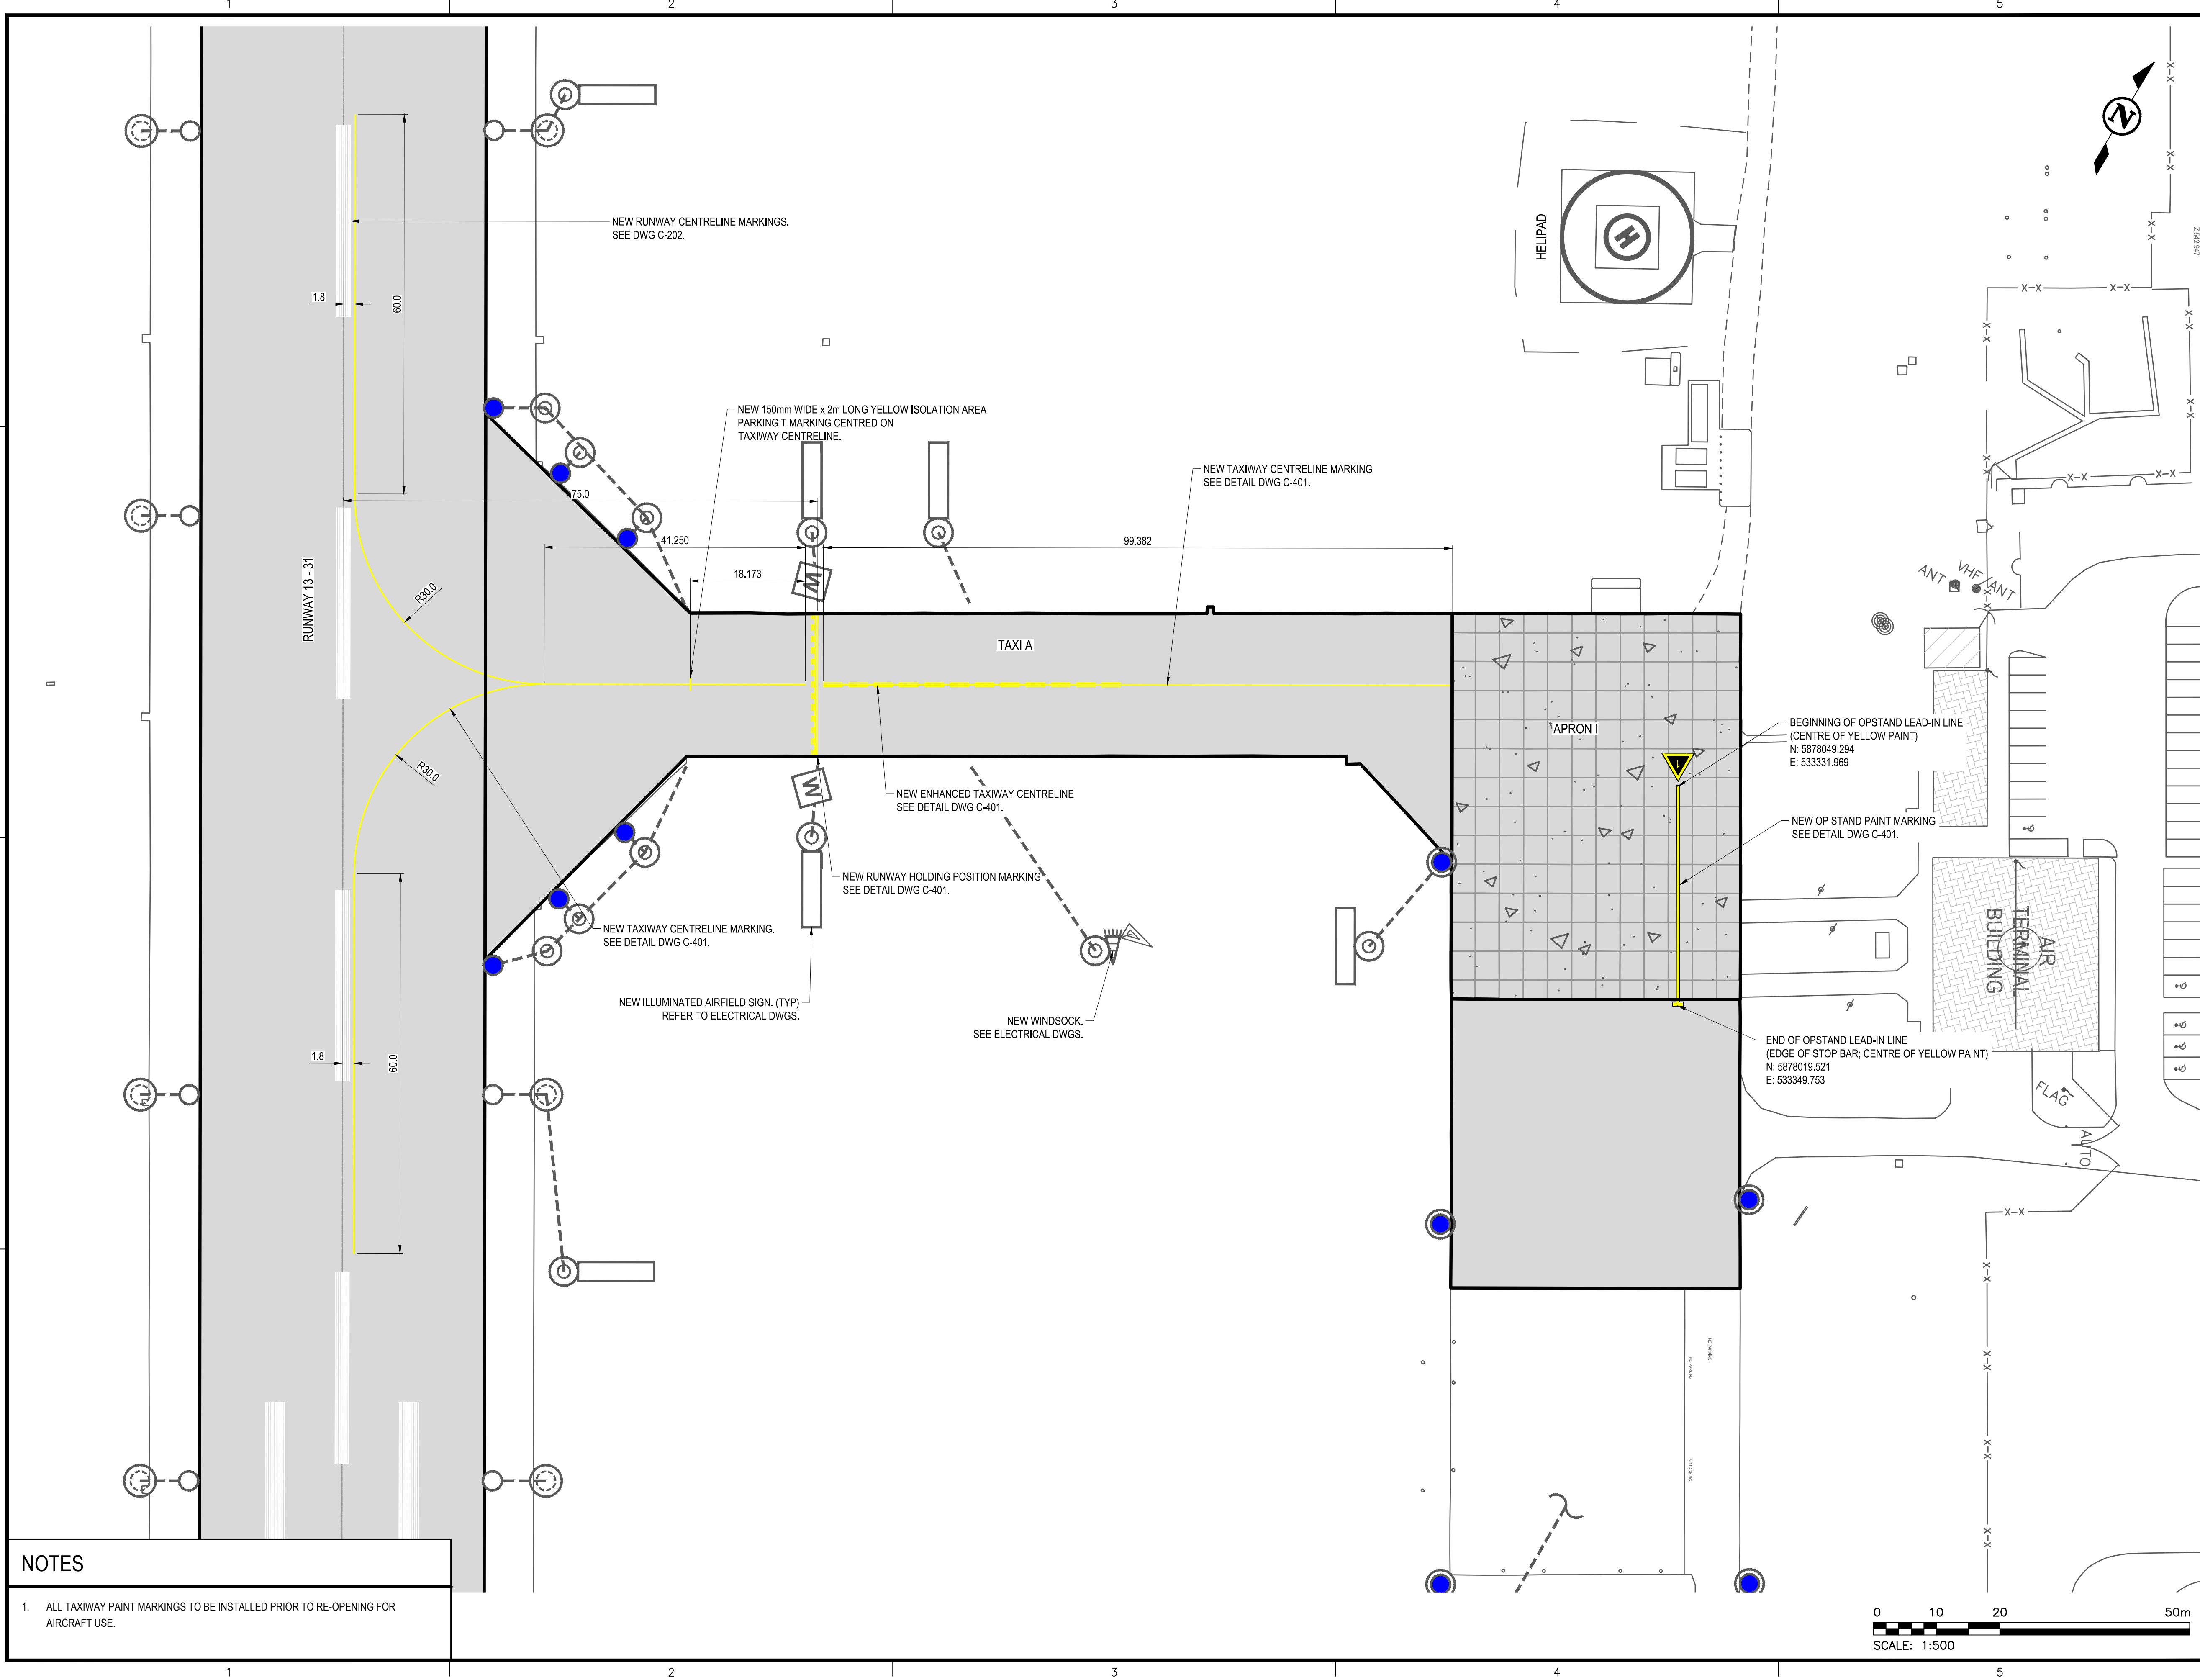 1 2 3 4 5
N
NEW RUNWAY CENTRELINE MARKINGS.
SEE DWG C-202.
HELIPAD
H
Z 542.947
1.8
60.0
NEW 150mm WIDE x 2m LONG YELLOW ISOLATION AREA
PARKING T MARKING CENTRED ON
TAXIWAY CENTRELINE.
NEW TAXIWAY CENTRELINE MARKING
SEE DETAIL DWG C-401.
75.0
41.250
99.382
18.173
W
RUNWAY 13 - 31
R30.0
TAXI A
ANT
VHF ANT
APRON I
BEGINNING OF OPSTAND LEAD-IN LINE
(CENTRE OF YELLOW PAINT)
N: 5878049.294
E: 533331.969
R30.0
W
NEW ENHANCED TAXIWAY CENTRELINE
SEE DETAIL DWG C-401.
NEW OP STAND PAINT MARKING
SEE DETAIL DWG C-401.
NEW RUNWAY HOLDING POSITION MARKING
SEE DETAIL DWG C-401.
NEW TAXIWAY CENTRELINE MARKING.
SEE DETAIL DWG C-401.
AIR
TERMINAL
BUILDING
NEW ILLUMINATED AIRFIELD SIGN. (TYP)
REFER TO ELECTRICAL DWGS.
NEW WINDSOCK.
SEE ELECTRICAL DWGS.
END OF OPSTAND LEAD-IN LINE
(EDGE OF STOP BAR; CENTRE OF YELLOW PAINT)
N: 5878019.521
E: 533349.753
1.8
60.0
FLAG
AUTO
NO PARKING
NO PARKING
NO PARKING
NOTES
1. ALL TAXIWAY PAINT MARKINGS TO BE INSTALLED PRIOR TO RE-OPENING FOR
AIRCRAFT USE.
0 10 20 50m
SCALE: 1:500
1 2 3 4 5